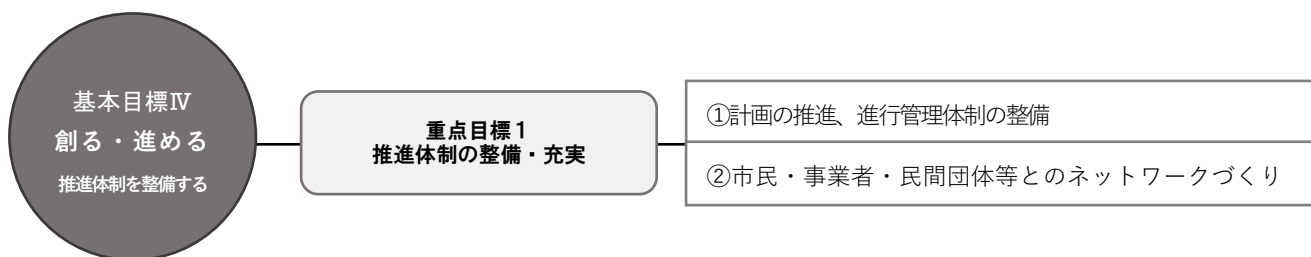 基本目標Ⅳ
創る・進める
推進体制を整備する
重点目標１
推進体制の整備・充実
①計画の推進、進行管理体制の整備
②市民・事業者・民間団体等とのネットワークづくり